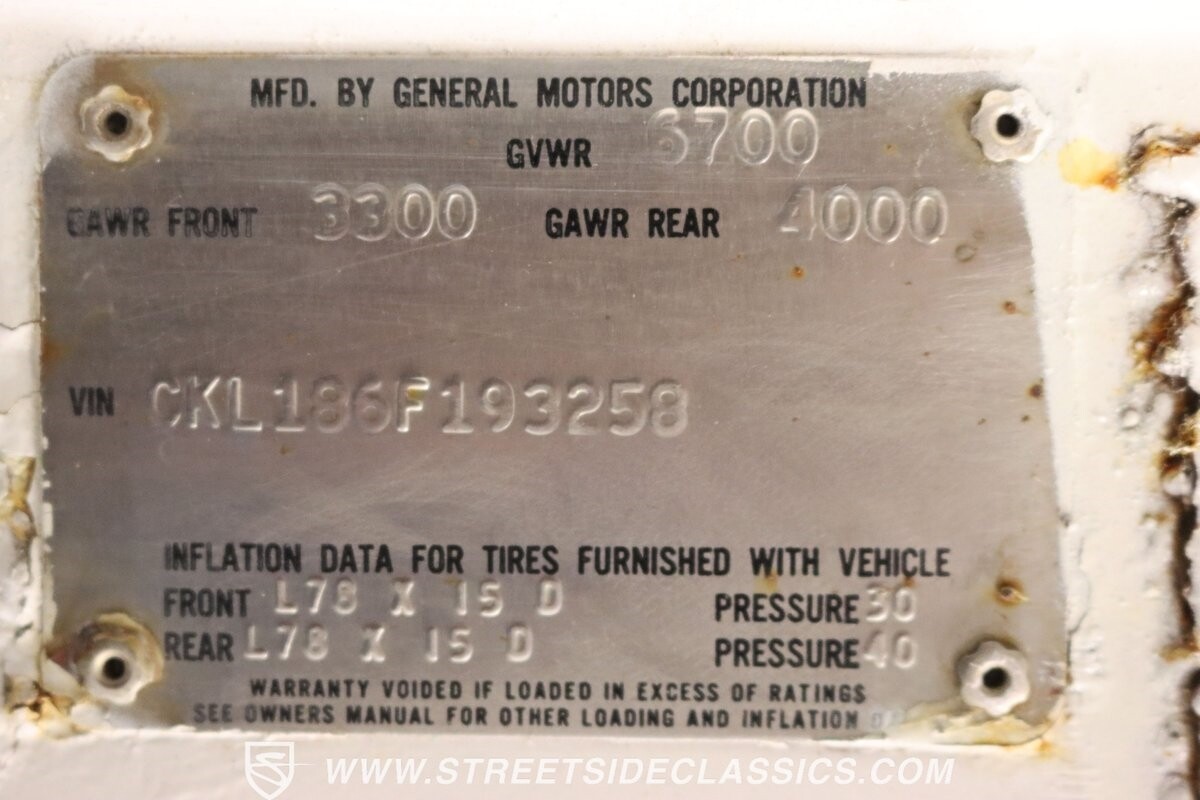 MFD. BY GENERAL MOTORS CORPORATION
GVWR 6700
GAWR FRONT 3300 GAWR REAR 4000
VIN CKL186F193258
INFLATION DATA FOR TIRES FURNISHED WITH VEHICLE
FRONT L78 X 15 D PRESSURE 30
REAR L78 X 15 D PRESSURE 40
WARRANTY VOIDED IF LOADED IN EXCESS OF RATINGS
SEE OWNERS MANUAL FOR OTHER LOADING AND INFLATION
WWW.STREETSIDECLASSICS.COM